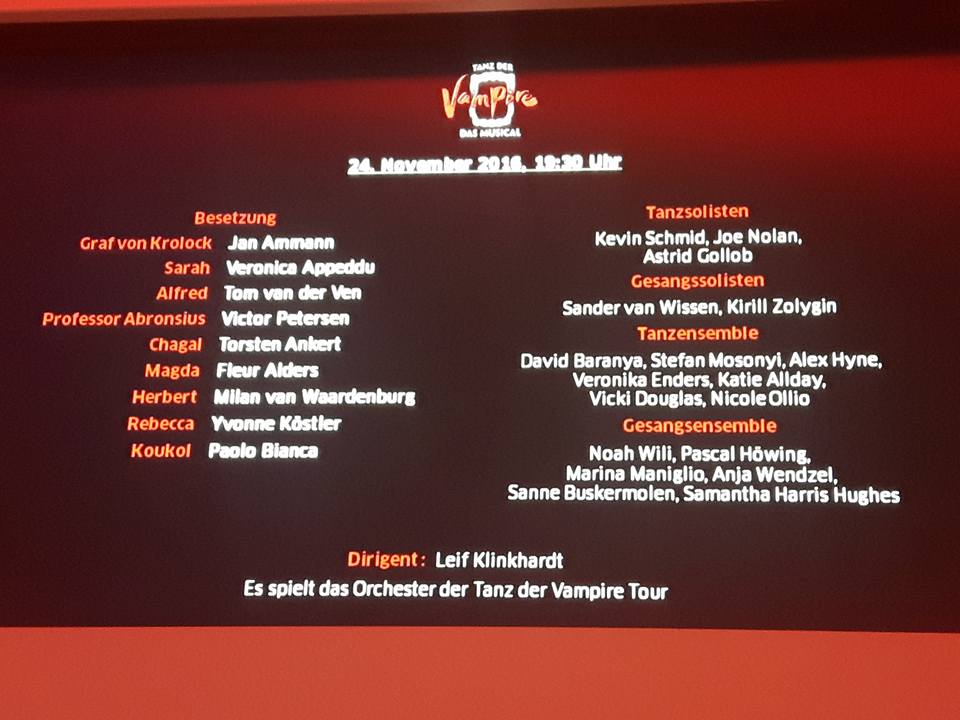 TANZ DER
Vampire
DAS MUSICAL
24. November 2016, 19:30 Uhr
Besetzung
Graf von Krolock Jan Ammann
Sarah Veronica Appeddu
Alfred Tom van der Ven
Professor Abronsius Victor Petersen
Chagal Torsten Ankert
Magda Fleur Alders
Herbert Milan van Waardenburg
Rebecca Yvonne Köstler
Koukol Paolo Bianca
Tanzsolisten
Kevin Schmid, Joe Nolan,
Astrid Gollob
Gesangssolisten
Sander van Wissen, Kirill Zolygin
Tanzensemble
David Baranya, Stefan Mosonyi, Alex Hyne,
Veronika Enders, Katie Allday,
Vicki Douglas, Nicole Ollio
Gesangsensemble
Noah Wili, Pascal Höwing,
Marina Maniglio, Anja Wendzel,
Sanne Buskermolen, Samantha Harris Hughes
Dirigent: Leif Klinkhardt
Es spielt das Orchester der Tanz der Vampire Tour